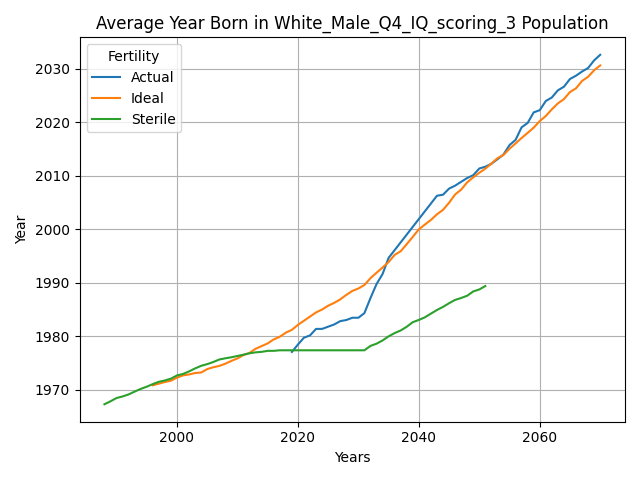 Average Year Born in White_Male_Q4_IQ_scoring_3 Population
Fertility
Actual
Ideal
Sterile
Year
2030
2020
2010
2000
1990
1980
1970
2000
2020
2040
2060
Years